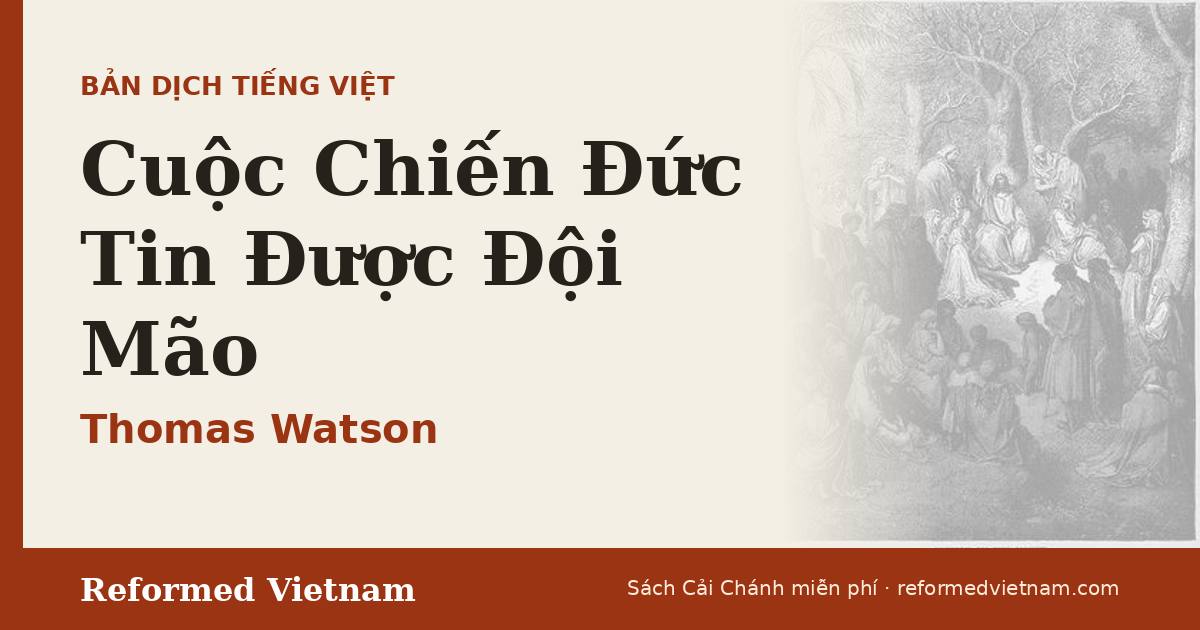 BẢN DỊCH TIẾNG VIỆT
Cuộc Chiến Đức
Tin Được Đội
Mão
Thomas Watson
Reformed Vietnam
Sách Cải Chánh miễn phí · reformedvietnam.com